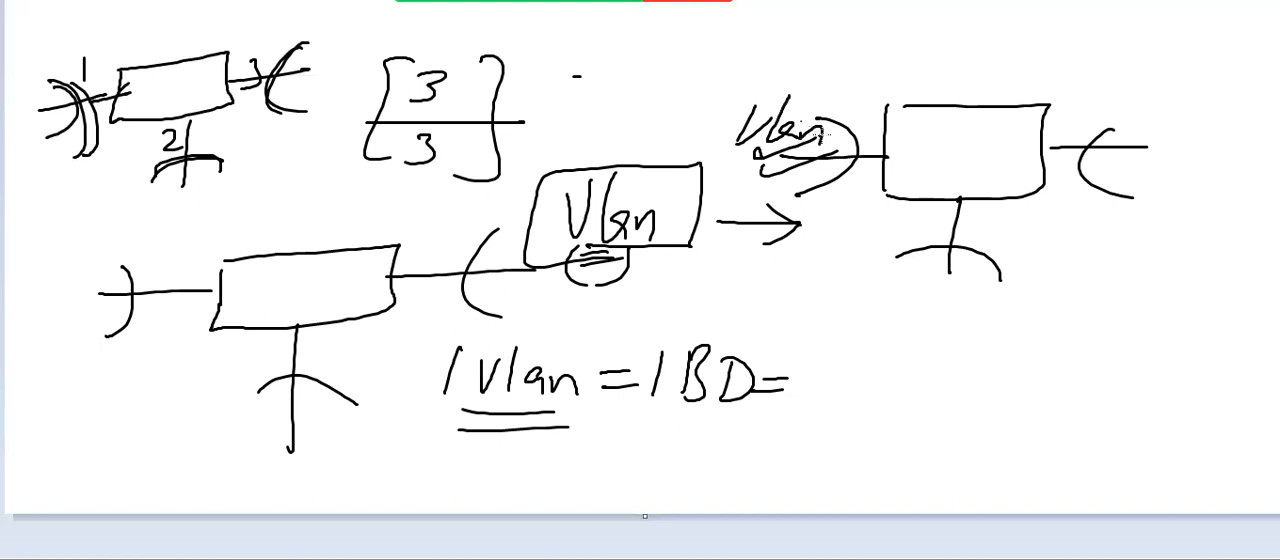 1
3
2
3
3
Vlan
Vlan
1 Vlan = 1 BD =